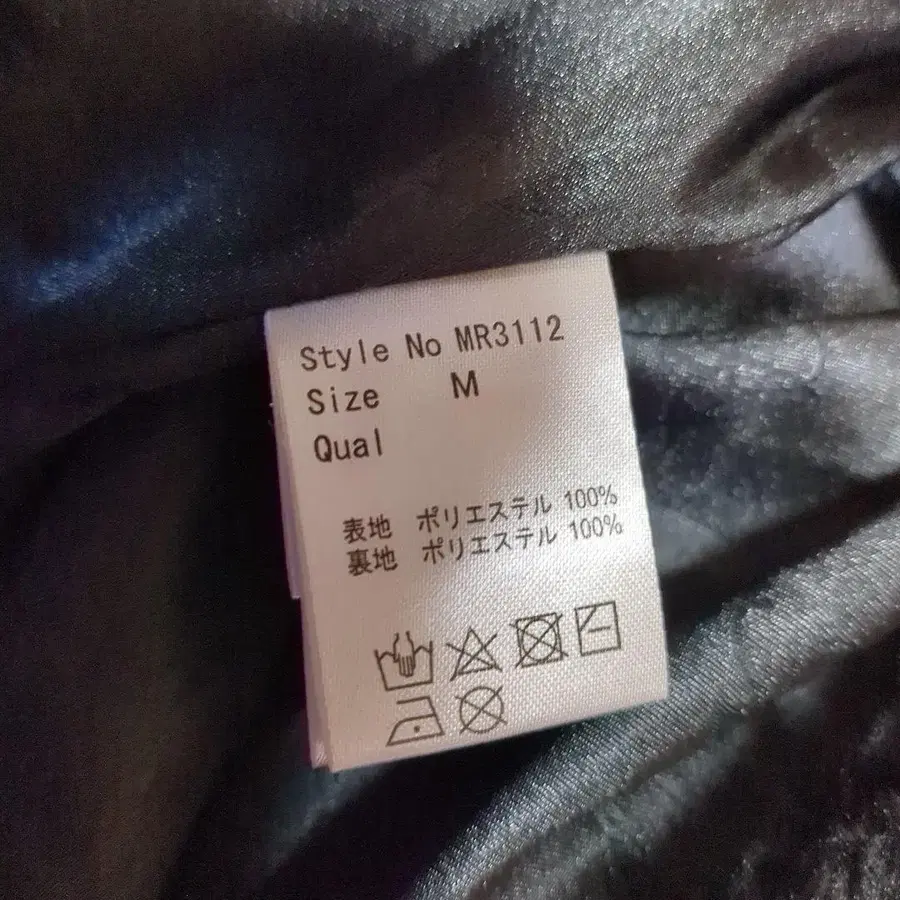 Style No MR3112
Size M
Qual
表地 ポリエステル 100%
裏地 ポリエステル 100%